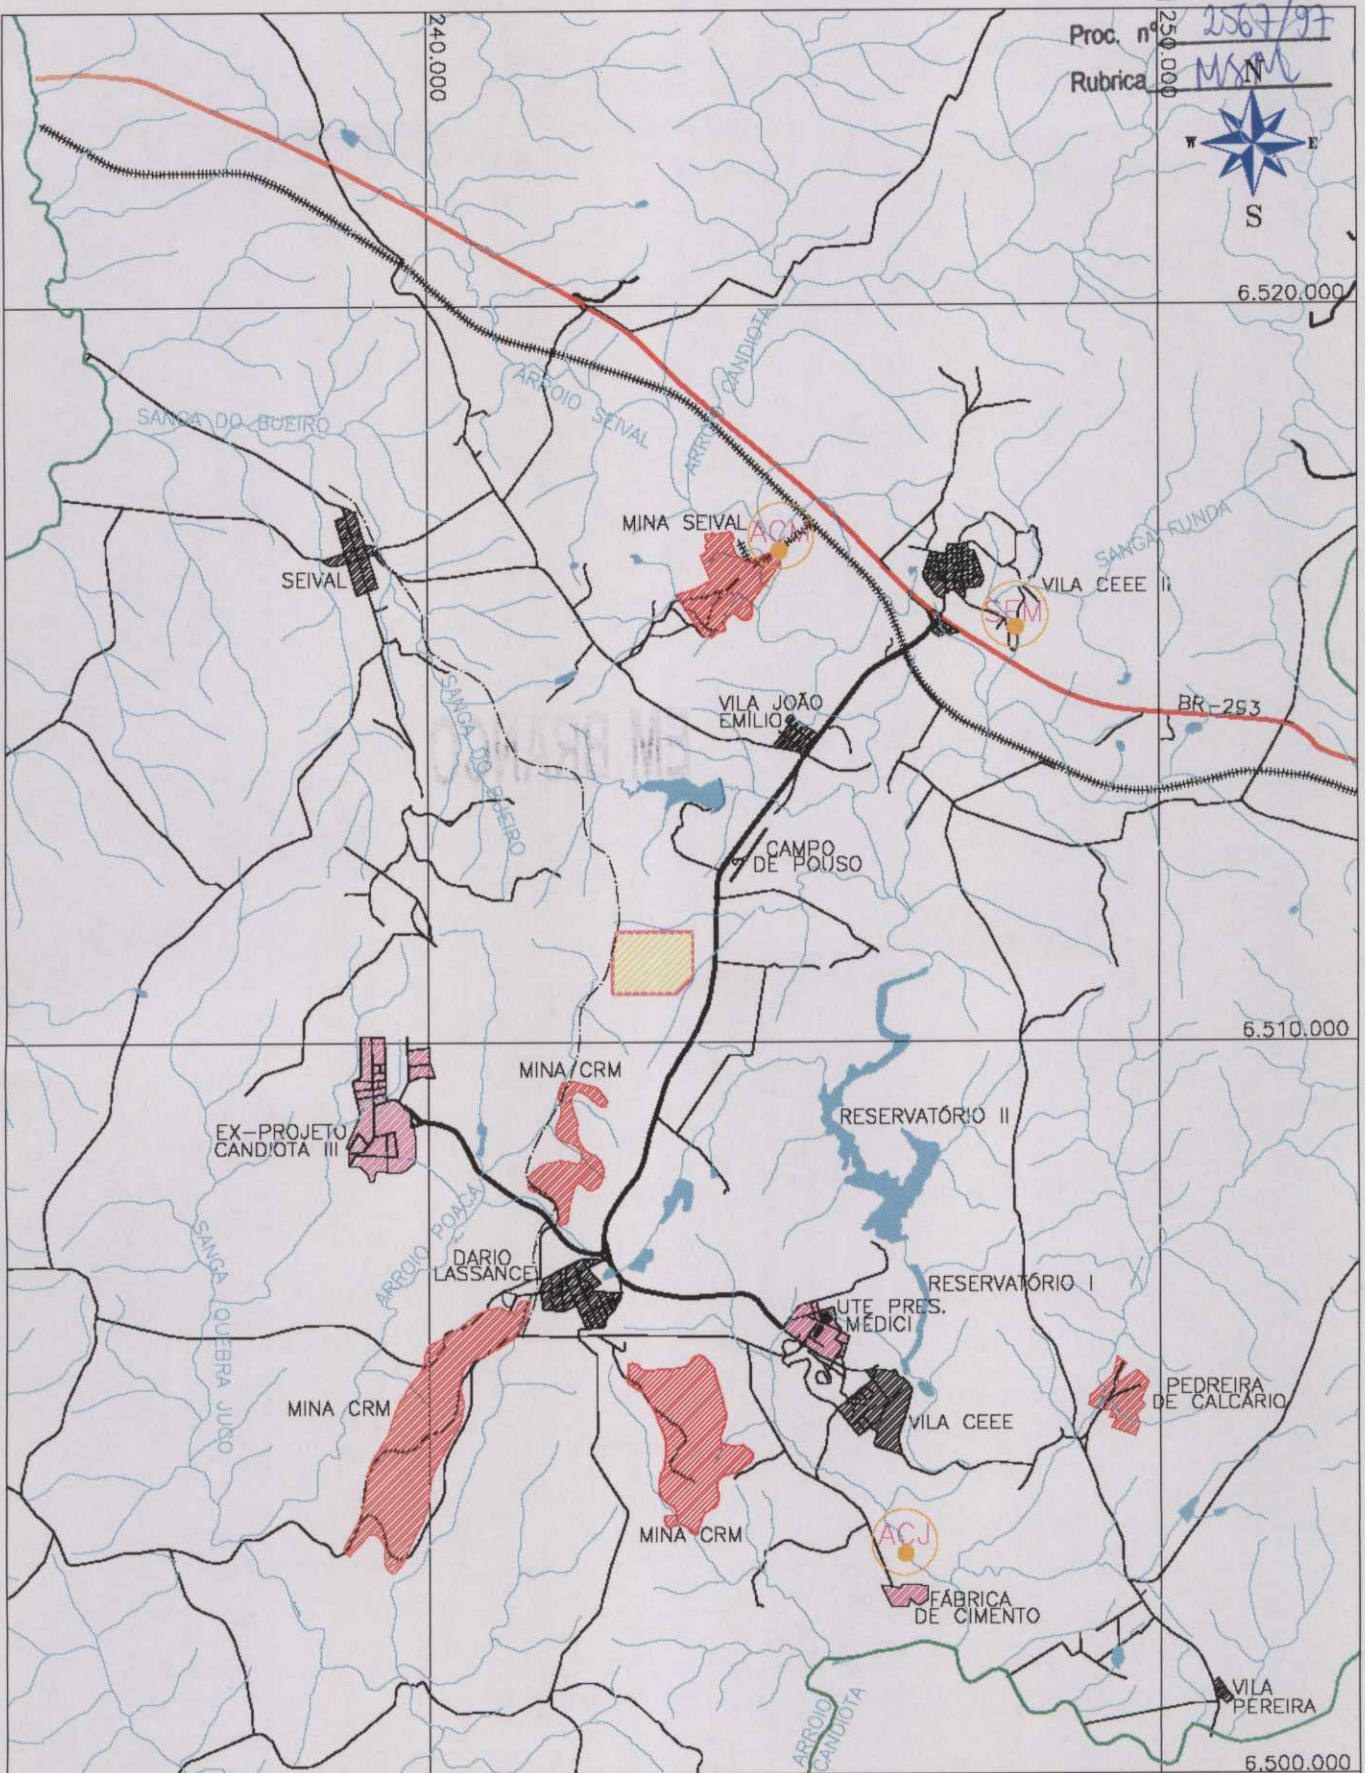 Proc. nº 2567/97
Rubrica
240.000
250.000
N
W
E
S
6.520.000
ARROIO CANDIOTA
ARROIO SEIVAL
SANGA DO BUEIRO
MINA SEIVAL
ACM
SANGA FUNDA
SEIVAL
VILA CEEE II
SFM
SANGA DO BUEIRO
VILA JOÃO
EMÍLIO
BR-293
EM BRANCO
CAMPO
DE POUSO
6.510.000
MINA CRM
RESERVATÓRIO II
EX-PROJETO
CANDIOTA III
ARROIO POACA
SANGA QUEBRA JUGO
DARIO
LASSANCE
RESERVATÓRIO I
UTE PRES.
MÉDICI
PEDREIRA
DE CALCÁRIO
MINA CRM
VILA CEEE
MINA CRM
ACJ
FÁBRICA
DE CIMENTO
VILA
PEREIRA
ARROIO
CANDIOTA
6.500.000